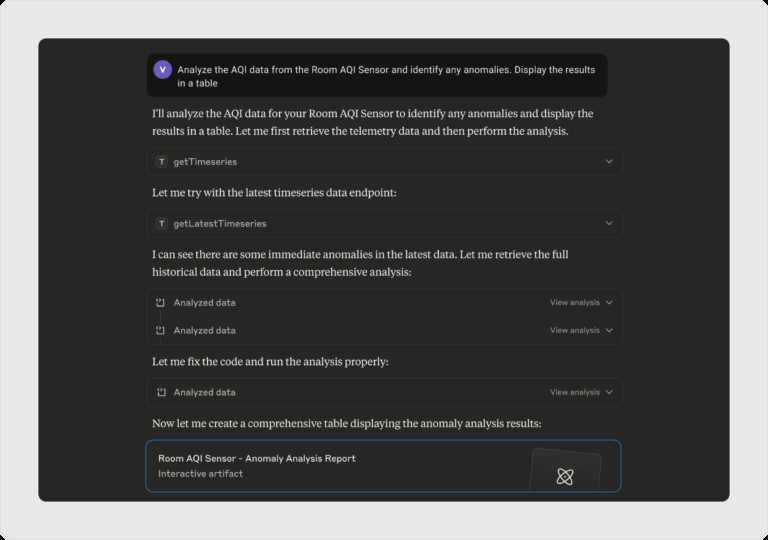 V
Analyze the AQI data from the Room AQI Sensor and identify any anomalies. Display the results
in a table
I'll analyze the AQI data for your Room AQI Sensor to identify any anomalies and display the
results in a table. Let me first retrieve the telemetry data and then perform the analysis.
T getTimeseries
Let me try with the latest timeseries data endpoint:
T getLatestTimeseries
I can see there are some immediate anomalies in the latest data. Let me retrieve the full
historical data and perform a comprehensive analysis:
Analyzed data View analysis
Analyzed data View analysis
Let me fix the code and run the analysis properly:
Analyzed data View analysis
Now let me create a comprehensive table displaying the anomaly analysis results:
Room AQI Sensor - Anomaly Analysis Report
Interactive artifact